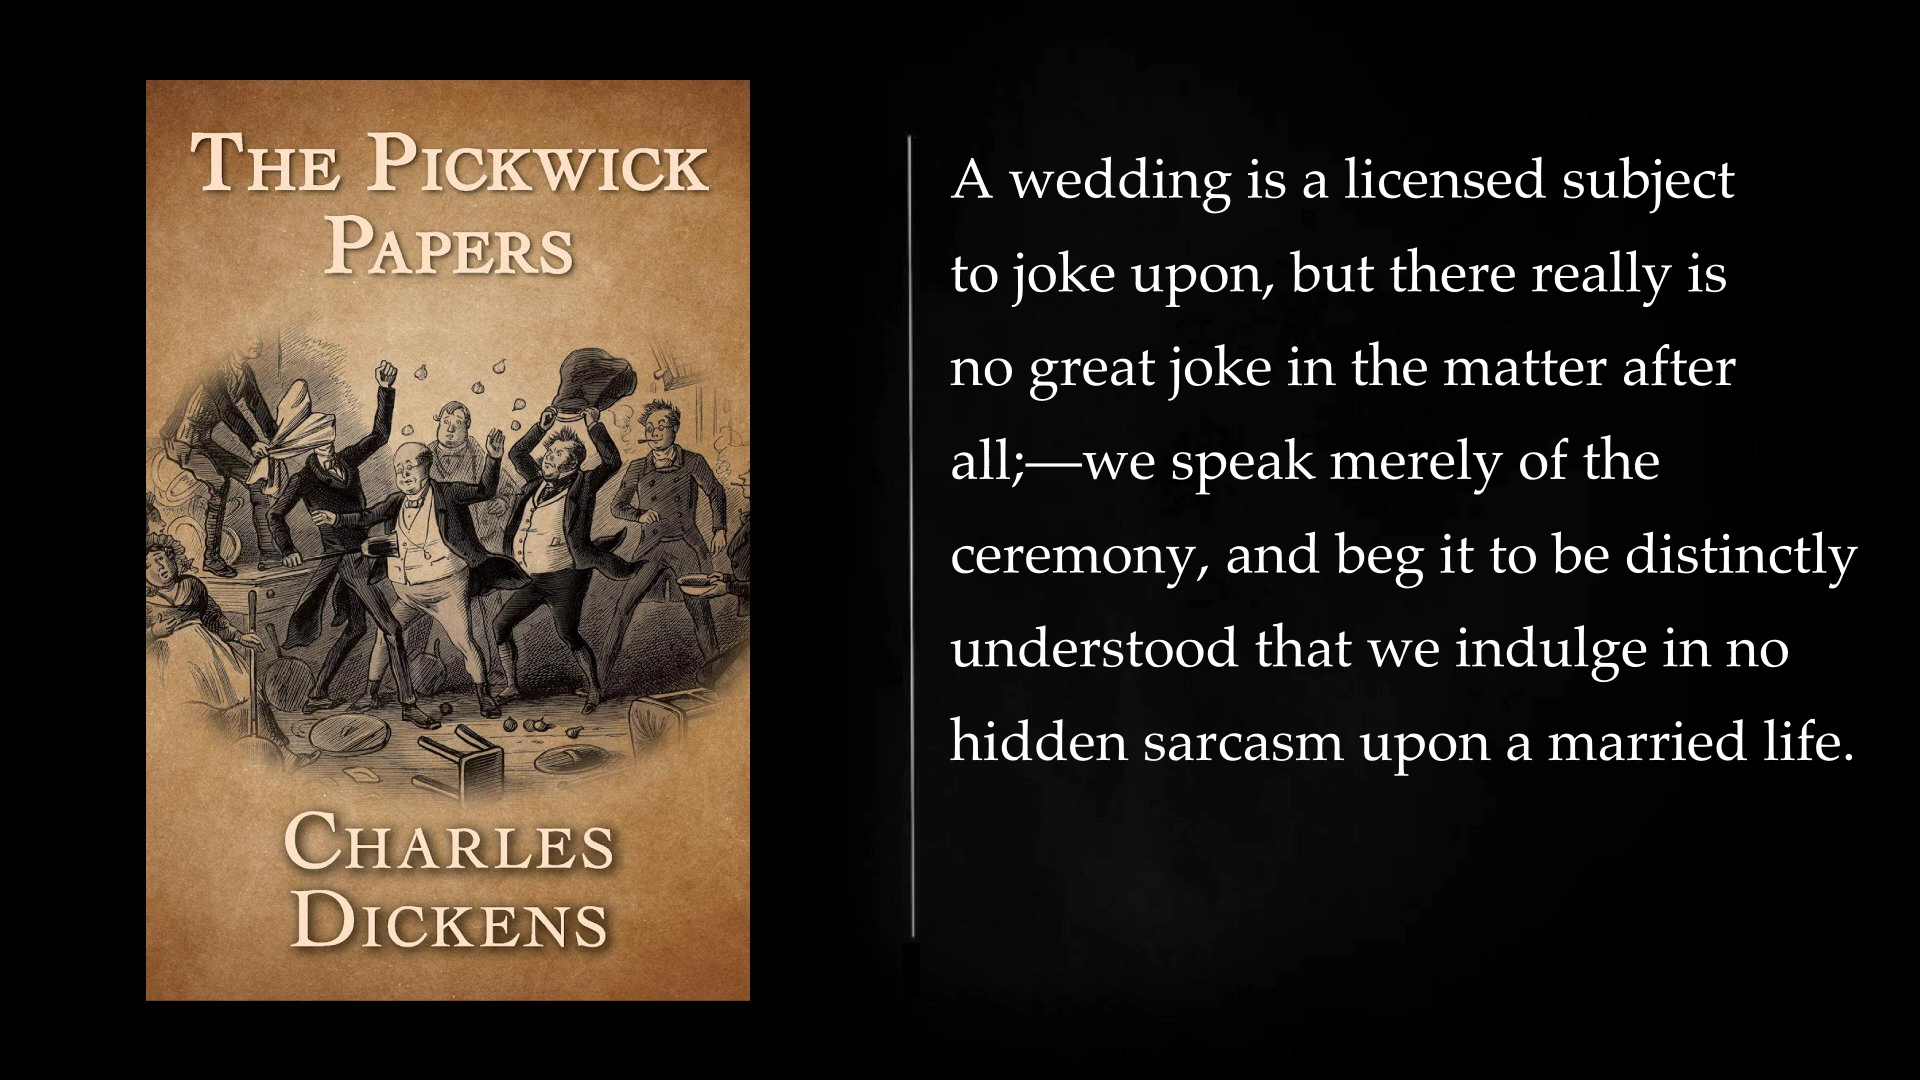 The Pickwick
Papers
Charles
Dickens
A wedding is a licensed subject
to joke upon, but there really is
no great joke in the matter after
all;—we speak merely of the
ceremony, and beg it to be distinctly
understood that we indulge in no
hidden sarcasm upon a married life.